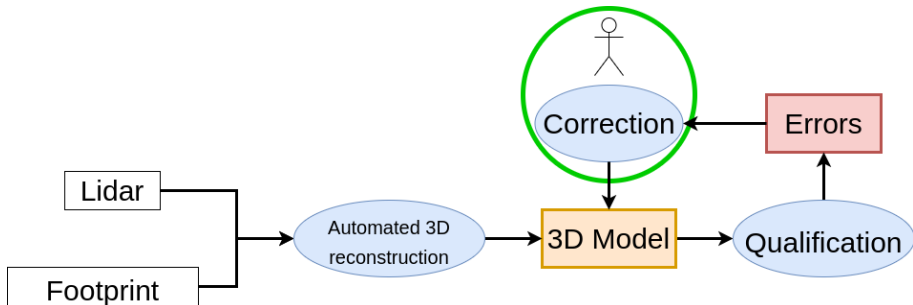 Correction
Errors
Lidar
Automated 3D
reconstruction
3D Model
Qualification
Footprint